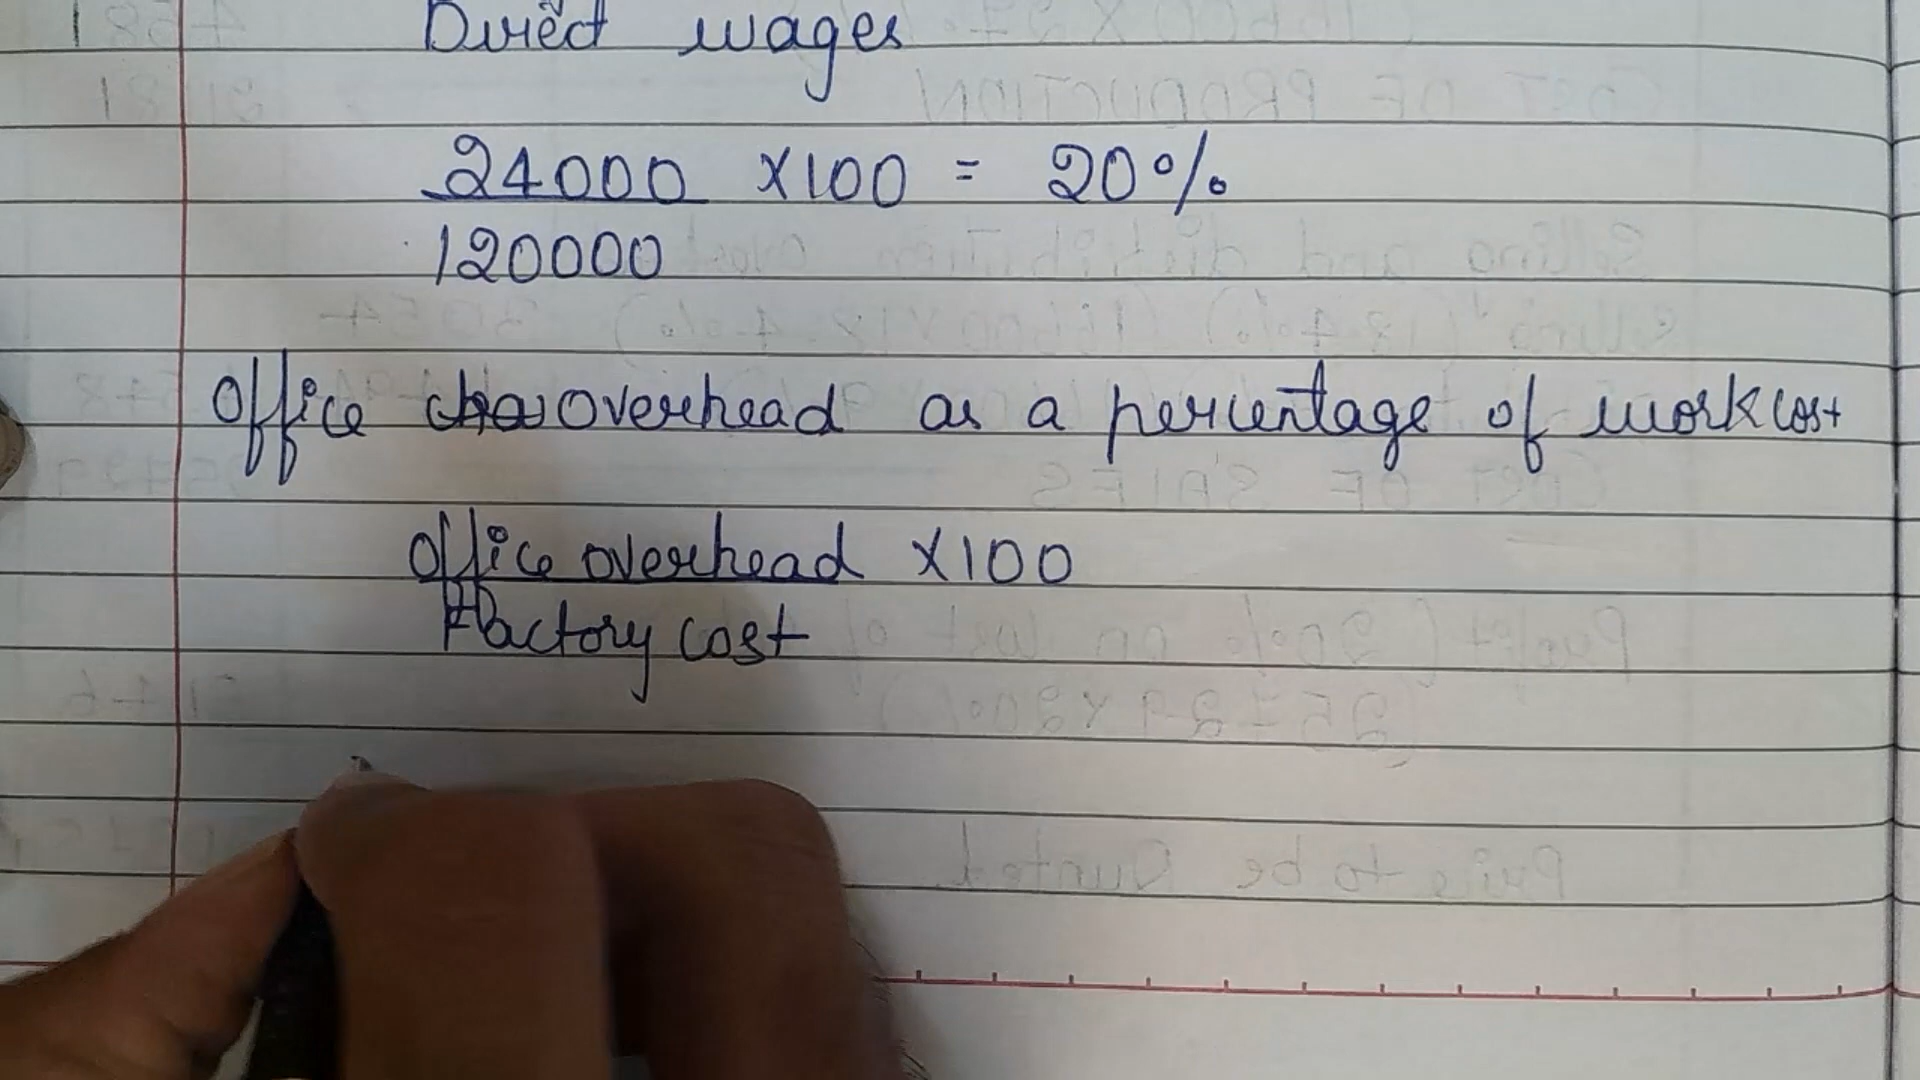 Direct wages
24000 X100 = 20%
120000
Office overhead as a percentage of work cost
Office overhead X100
Factory cost